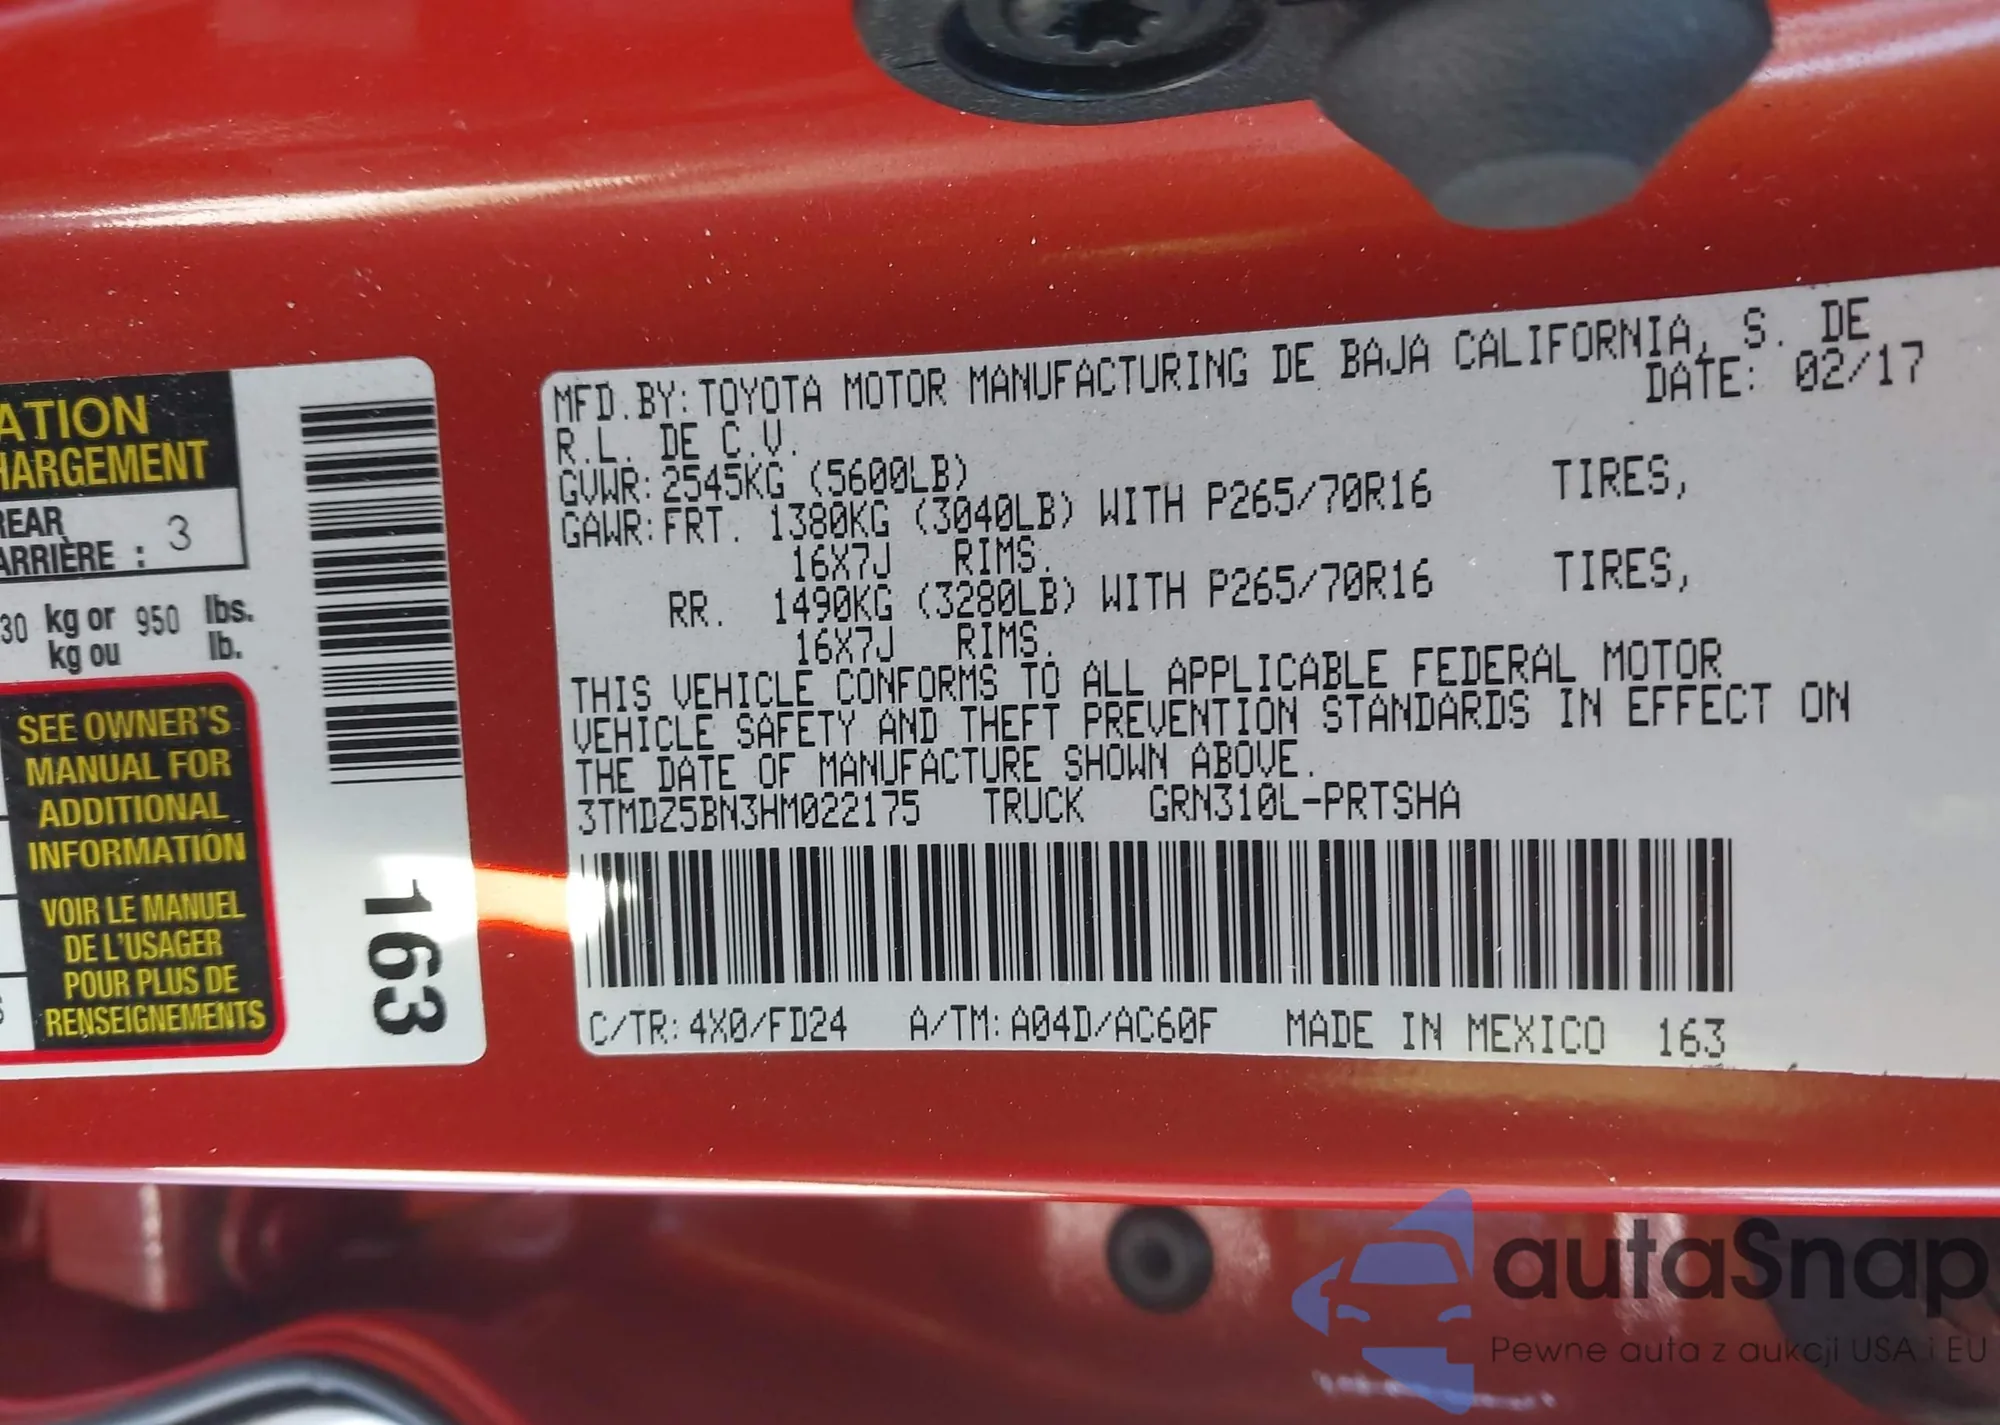 ATION
HARGEMENT
REAR
ARRIÈRE : 3
30 kg or 950 lbs.
kg ou lb.
SEE OWNER'S
MANUAL FOR
ADDITIONAL
INFORMATION
VOIR LE MANUEL
DE L'USAGER
POUR PLUS DE
RENSEIGNEMENTS
163
MFD.BY:TOYOTA MOTOR MANUFACTURING DE BAJA CALIFORNIA, S. DE
R.L. DE C.V. DATE: 02/17
GVWR:2545KG (5600LB)
GAWR:FRT. 1380KG (3040LB) WITH P265/70R16 TIRES,
16X7J RIMS.
RR. 1490KG (3280LB) WITH P265/70R16 TIRES,
16X7J RIMS.
THIS VEHICLE CONFORMS TO ALL APPLICABLE FEDERAL MOTOR
VEHICLE SAFETY AND THEFT PREVENTION STANDARDS IN EFFECT ON
THE DATE OF MANUFACTURE SHOWN ABOVE.
3TMDZ5BN3HM022175 TRUCK GRN310L-PRTSHA
C/TR:4X0/FD24 A/TM:A04D/AC60F MADE IN MEXICO 163
autaSnap
Pewne auta z aukcji USA i EU